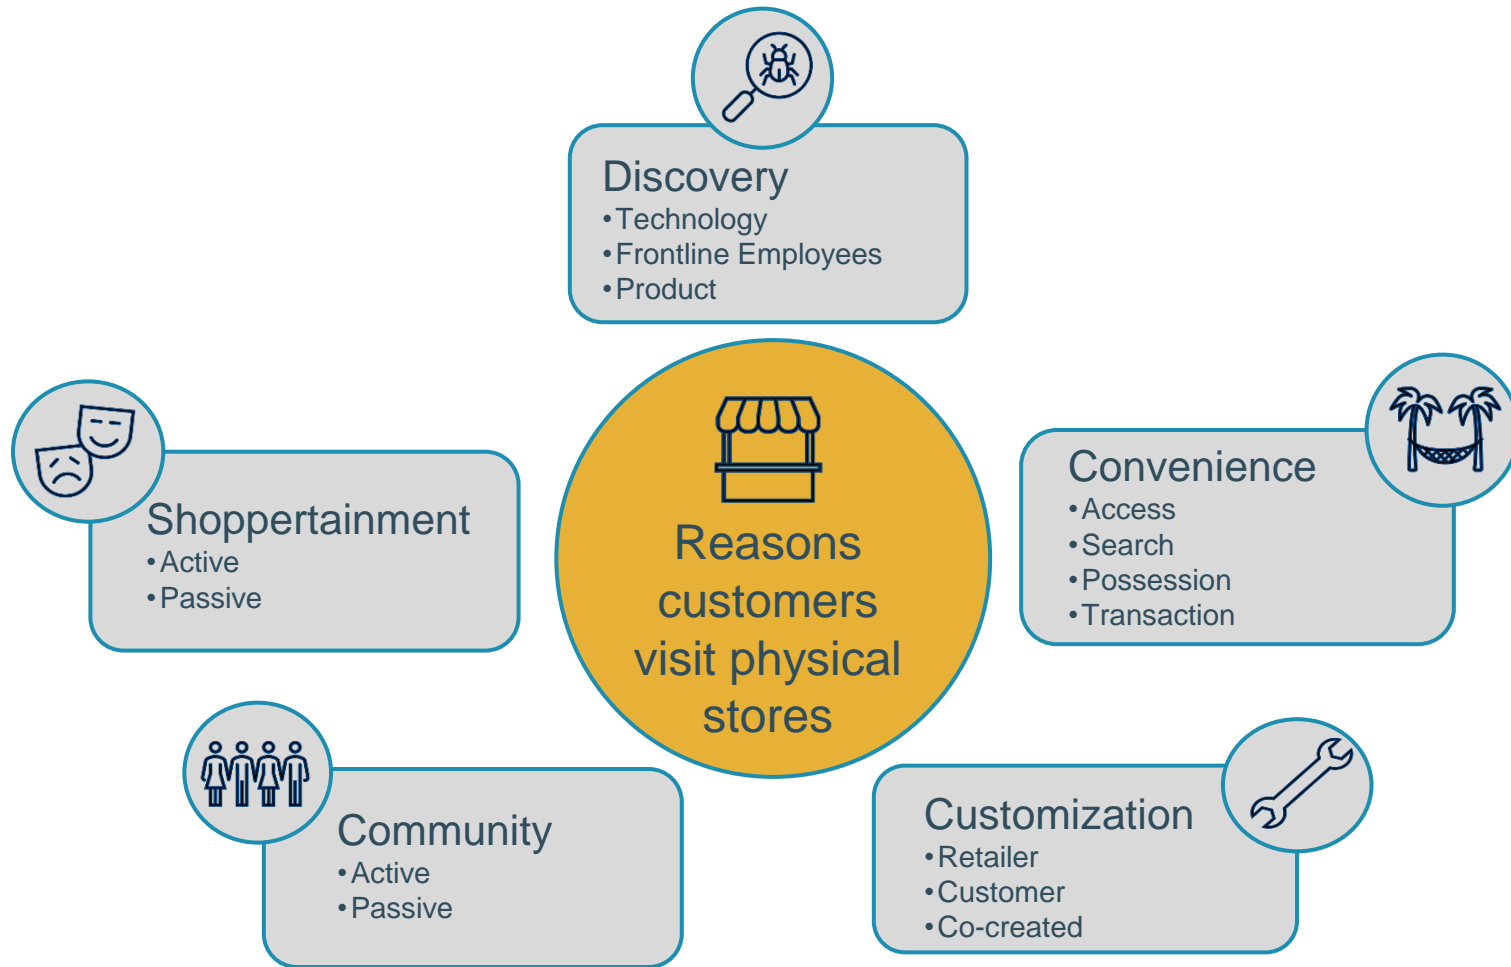 Discovery
•Technology
•Frontline Employees
•Product
Shoppertainment
•Active
•Passive
Reasons
customers
visit physical
stores
Convenience
•Access
•Search
•Possession
•Transaction
Community
•Active
•Passive
Customization
•Retailer
•Customer
•Co-created